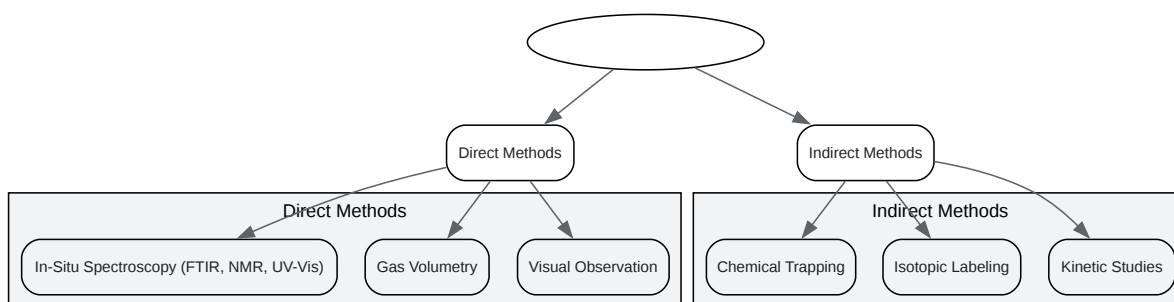 Direct Methods
Indirect Methods
Direct Methods
Indirect Methods
In-Situ Spectroscopy (FTIR, NMR, UV-Vis)
Gas Volumetry
Visual Observation
Chemical Trapping
Isotopic Labeling
Kinetic Studies